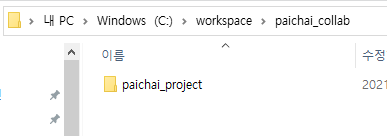 내 PC > Windows (C:) > workspace > paichai_collab
이름 수정
paichai_project 2021